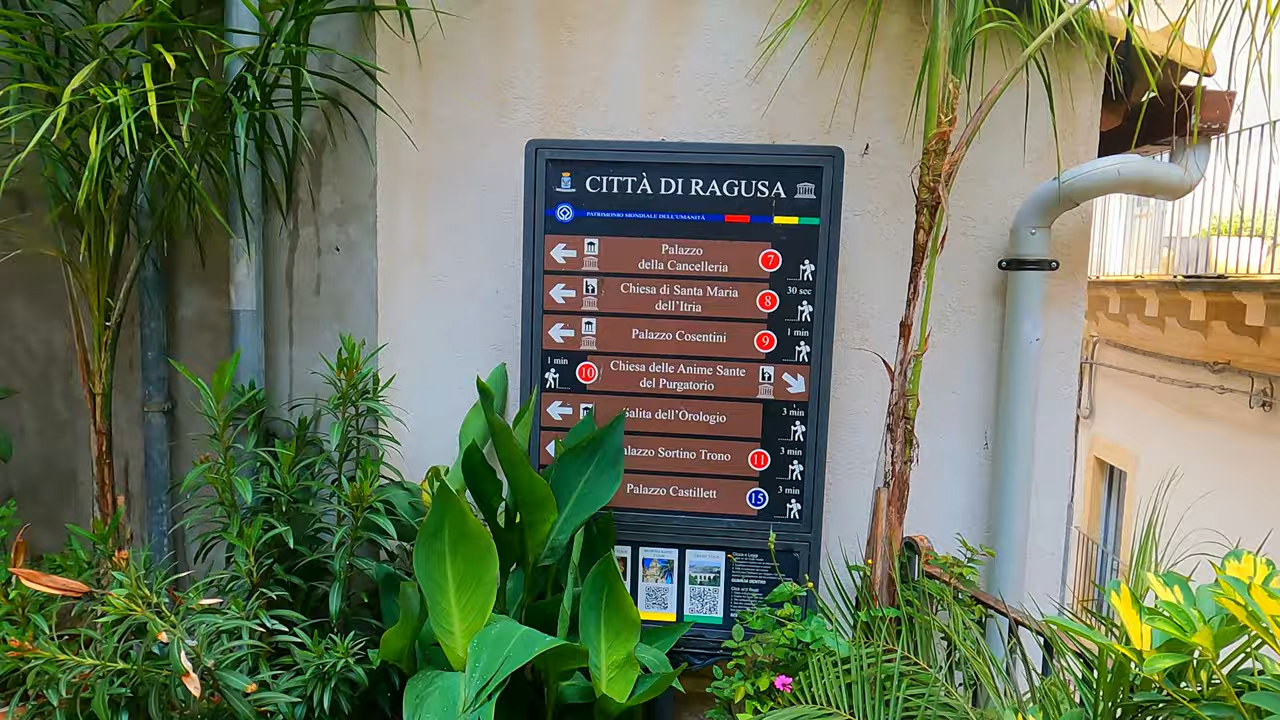 CITTÀ DI RAGUSA
PATRIMONIO MONDIALE DELL'UMANITÀ
Palazzo
della Cancelleria
7
30 sec
Chiesa di Santa Maria
dell'Itria
8
1 min
Palazzo Cosentini
9
1 min
10
Chiesa delle Anime Sante
del Purgatorio
Salita dell'Orologio
3 min
Palazzo Sortino Trono
11
3 min
Palazzo Castillett
15
3 min